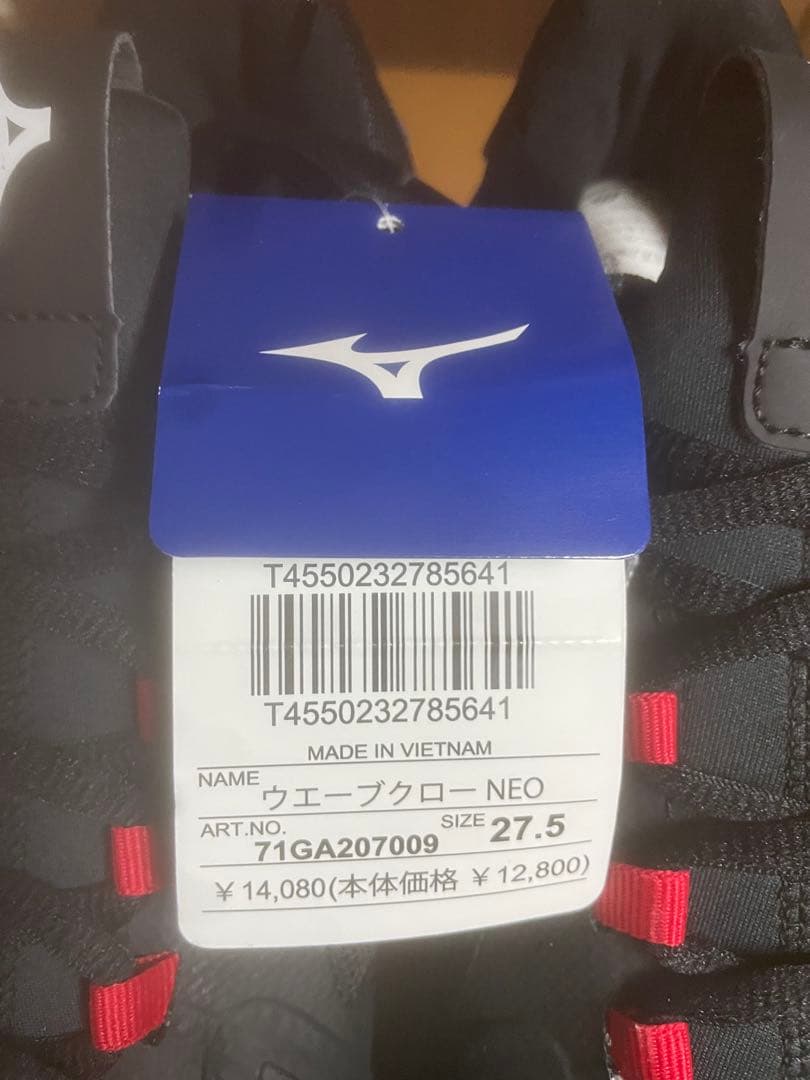 T4550232785641
T4550232785641
MADE IN VIETNAM
NAME ウエーブクロー NEO
ART.NO. 71GA207009 SIZE 27.5
￥14,080(本体価格 ￥12,800)